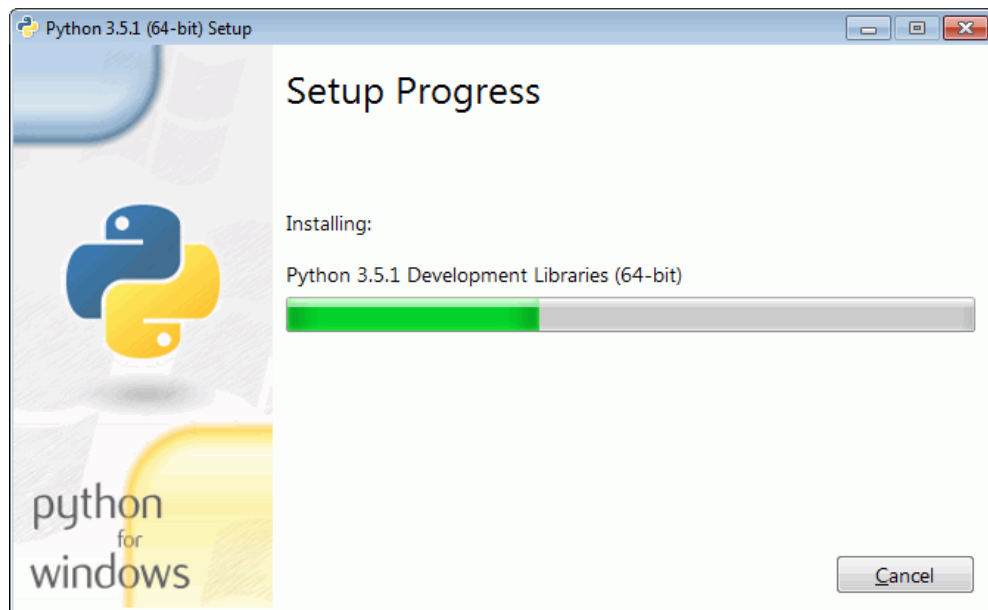 Python 3.5.1 (64-bit) Setup
Setup Progress
Installing:
Python 3.5.1 Development Libraries (64-bit)
python
for
windows
Cancel